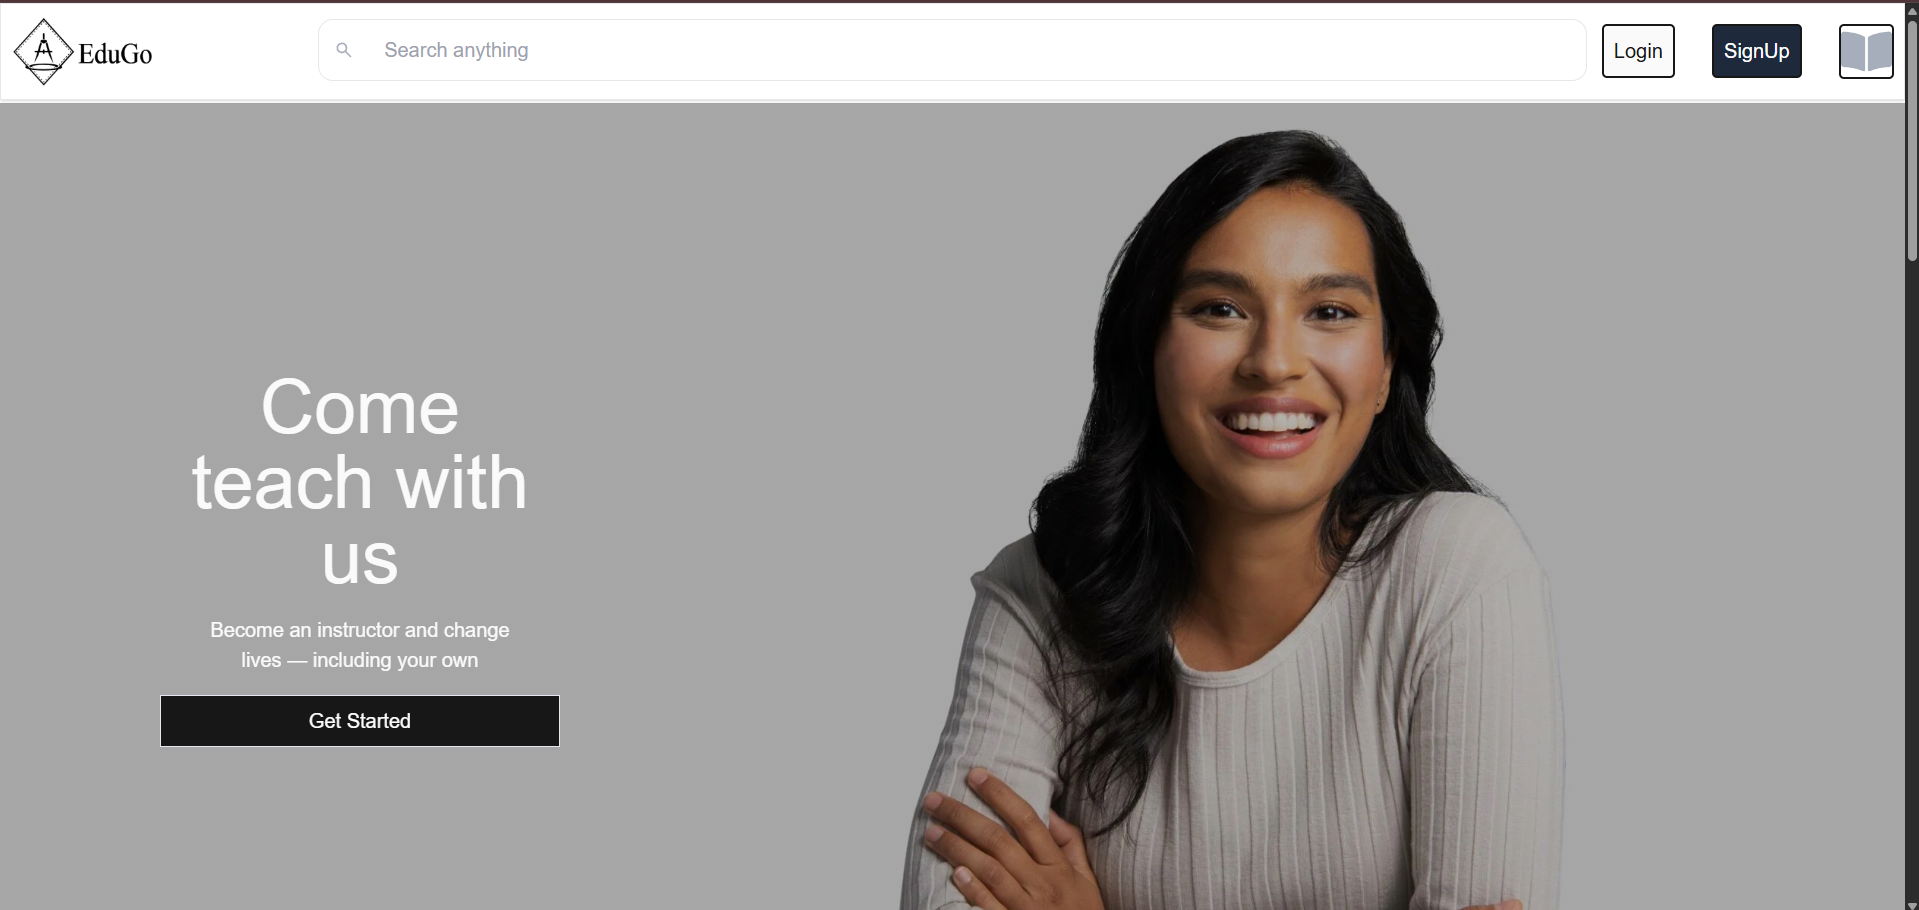 EduGo
Search anything
Login
SignUp
Come
teach with
us
Become an instructor and change
lives — including your own
Get Started